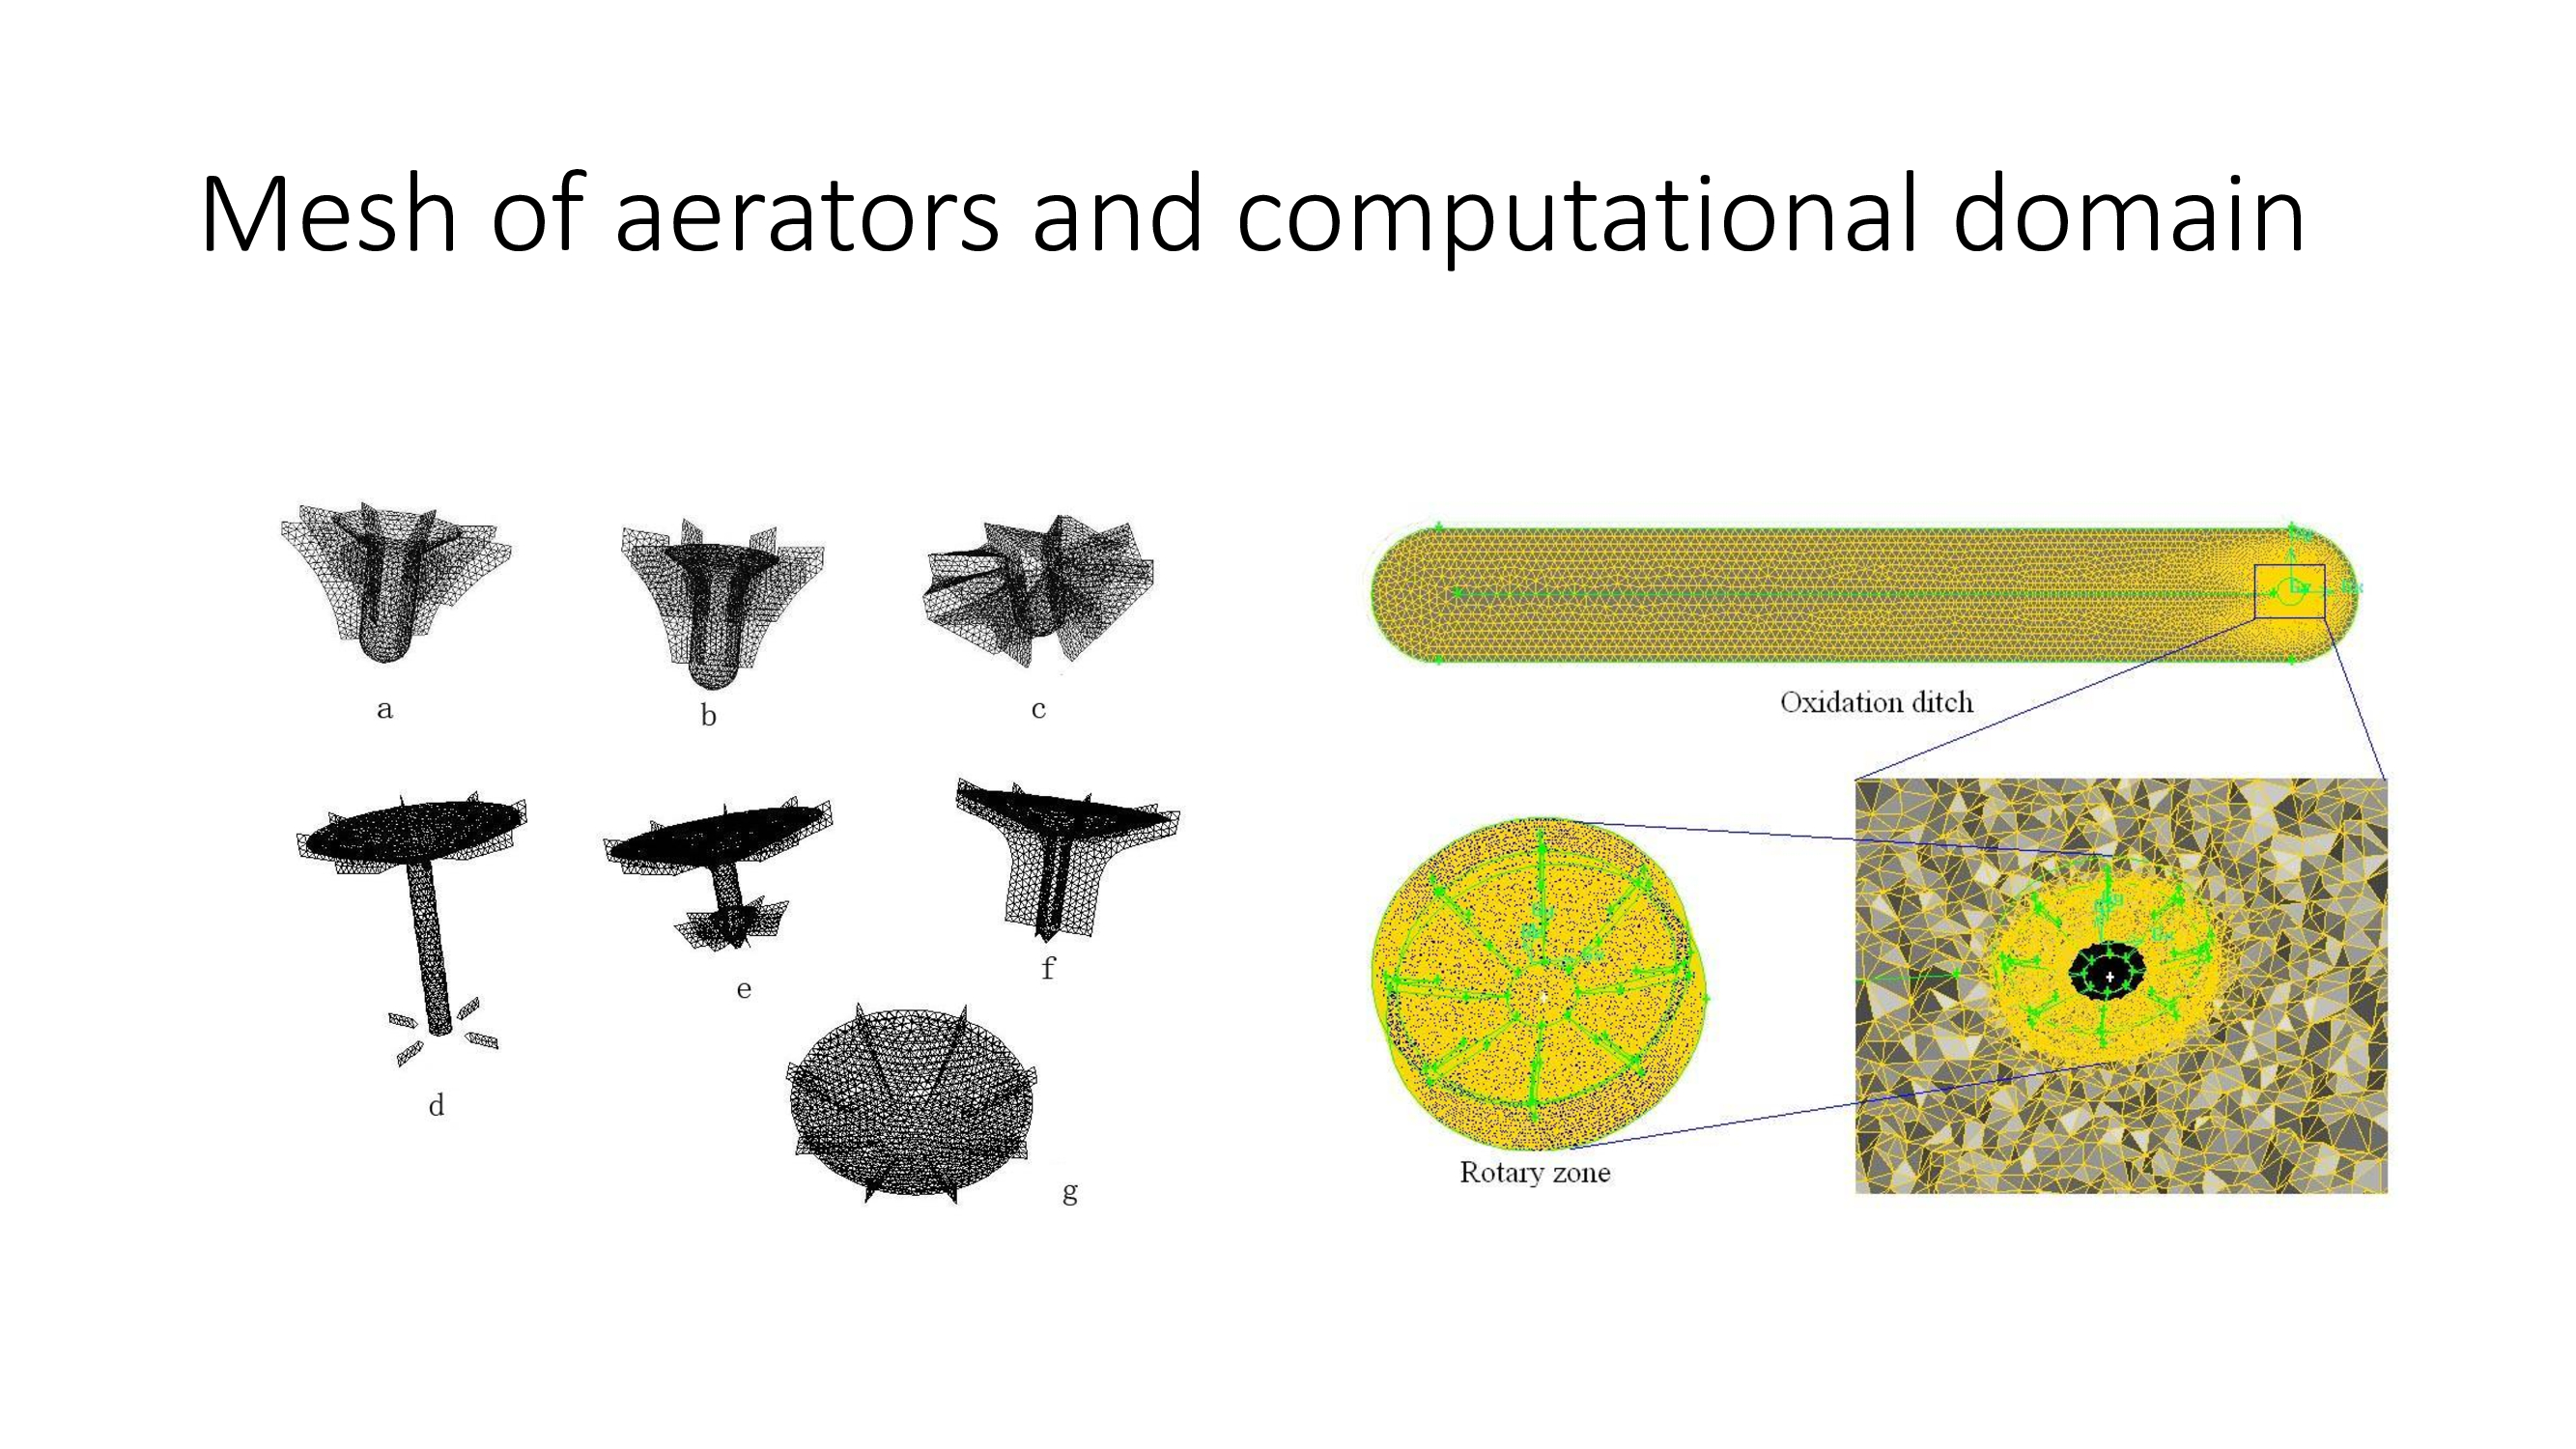 Mesh of aerators and computational domain
a
b
c
d
e
f
g
Oxidation ditch
Rotary zone